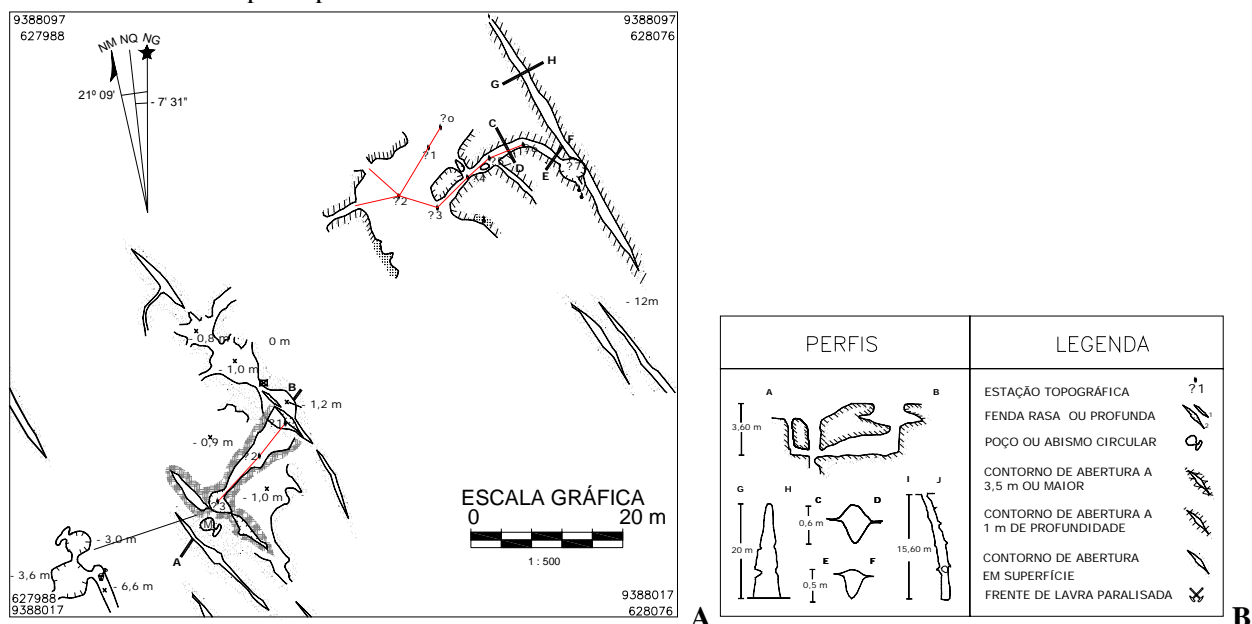 9388097
627988
9388097
628076
NM NQ NG
21º 09'
- 7' 31"
H
G
C
F
D
E
?o
?1
?2
?3
?4
- 12m
- 0,8 m
0 m
- 1,0 m
B
- 1,2 m
?1
- 0,9 m
?2
- 1,0 m
?3
M
- 3,0 m
A
- 3,6 m
- 6,6 m
ESCALA GRÁFICA
0 20 m
1 : 500
627988
9388017
9388017
628076
A
PERFIS
A B
3,60 m
G H
20 m
C D
0,6 m
E F
0,5 m
I J
15,60 m
LEGENDA
ESTAÇÃO TOPOGRÁFICA ?1
FENDA RASA OU PROFUNDA
POÇO OU ABISMO CIRCULAR
CONTORNO DE ABERTURA A
3,5 m OU MAIOR
CONTORNO DE ABERTURA A
1 m DE PROFUNDIDADE
CONTORNO DE ABERTURA
EM SUPERFÍCIE
FRENTE DE LAVRA PARALISADA
B